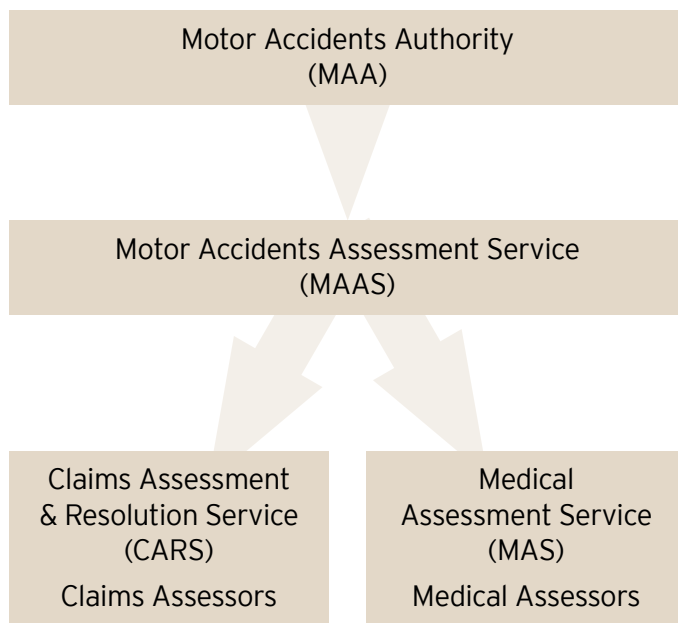 Motor Accidents Authority
(MAA)
Motor Accidents Assessment Service
(MAAS)
Claims Assessment
& Resolution Service
(CARS)
Claims Assessors
Medical
Assessment Service
(MAS)
Medical Assessors